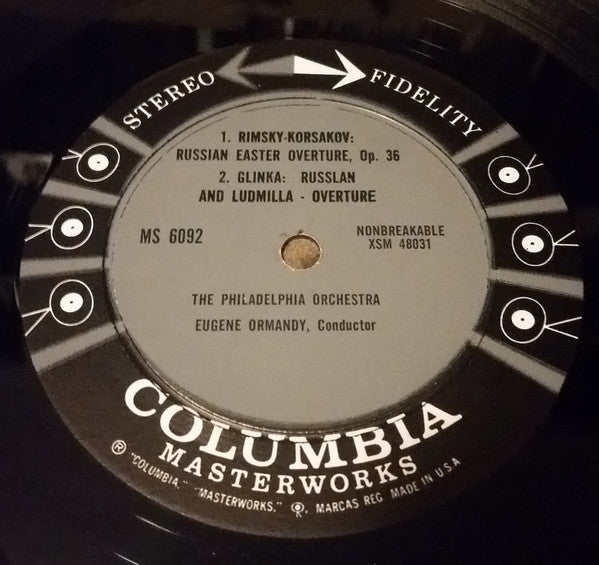 STEREO FIDELITY
1. RIMSKY-KORSAKOV:
RUSSIAN EASTER OVERTURE, Op. 36
2. GLINKA: RUSSLAN
AND LUDMILLA - OVERTURE
MS 6092
NONBREAKABLE
XSM 48031
THE PHILADELPHIA ORCHESTRA
EUGENE ORMANDY, Conductor
COLUMBIA
MASTERWORKS
® "COLUMBIA," "MASTERWORKS," MARCAS REG MADE IN U.S.A